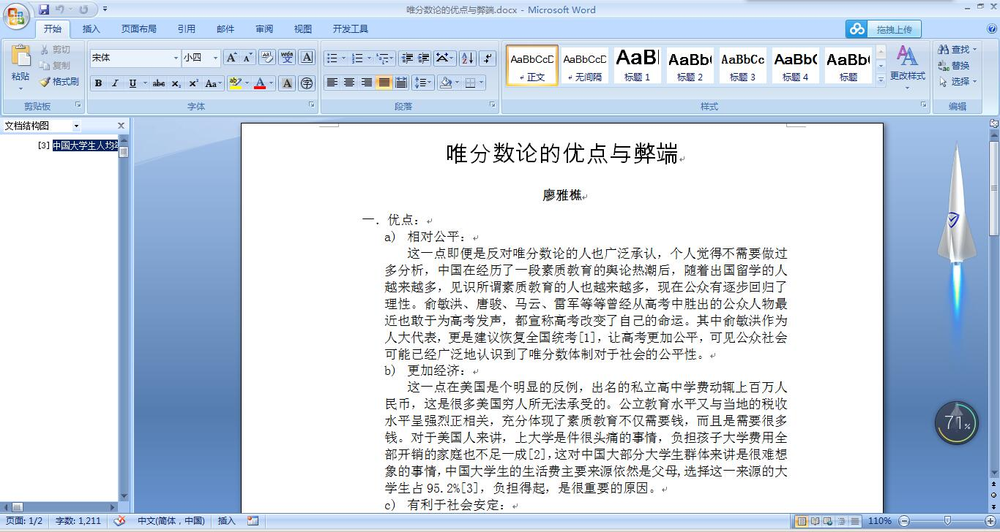 唯分数论的优点与弊端.docx - Microsoft Word
开始 插入 页面布局 引用 邮件 审阅 视图 开发工具 拖拽上传
粘贴 剪切 复制 格式刷 剪贴板
宋体 小四 字体
段落
AaBbCcD 正文 AaBbCcD 无间隔 AaBl 标题 1 AaBb( 标题 2 AaBbCc 标题 3 AaBb( 标题 4 AaBb( 标题 更改样式 样式
查找 替换 选择 编辑
文档结构图
[3] 中国大学生人均年
唯分数论的优点与弊端
廖雅樵
一. 优点:
a) 相对公平:
这一点即便是反对唯分数论的人也广泛承认，个人觉得不需要做过
多分析，中国在经历了一段素质教育的舆论热潮后，随着出国留学的人
越来越多，见识所谓素质教育的人也越来越多，现在公众有逐步回归了
理性。俞敏洪、唐骏、马云、雷军等等曾经从高考中胜出的公众人物最
近也敢于为高考发声，都宣称高考改变了自己的命运。其中俞敏洪作为
人大代表，更是建议恢复全国统考[1]，让高考更加公平，可见公众社会
可能已经广泛地认识到了唯分数体制对于社会的公平性。
b) 更加经济:
这一点在美国是个明显的反例，出名的私立高中学费动辄上百万人
民币，这是很多美国穷人所无法承受的。公立教育水平又与当地的税收
水平呈强烈正相关，充分体现了素质教育不仅需要钱，而且是需要很多
钱。对于美国人来讲，上大学是件很头痛的事情，负担孩子大学费用全
部开销的家庭也不足一成[2]，这对中国大部分大学生群体来讲是很难想
象的事情，中国大学生的生活费主要来源依然是父母，选择这一来源的大
学生占95.2%[3]，负担得起，是很重要的原因。
c) 有利于社会安定:
71%
页面: 1/2 字数: 1,211 中文(简体，中国) 插入 110%